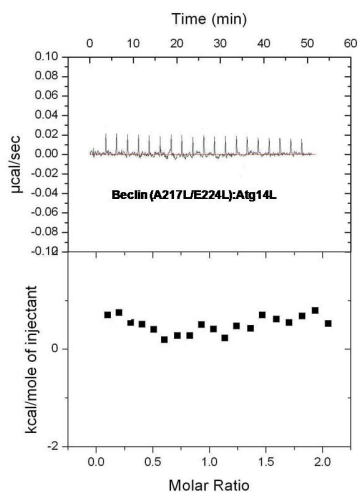 Time (min)
0 10 20 30 40 50 60
0.10
0.08
0.06
0.04
0.02
0.00
-0.02
-0.04
-0.06
-0.08
-0.10
µcal/sec
Beclin (A217L/E224L):Atg14L
0
-2
kcal/mole of injectant
0.0 0.5 1.0 1.5 2.0
Molar Ratio